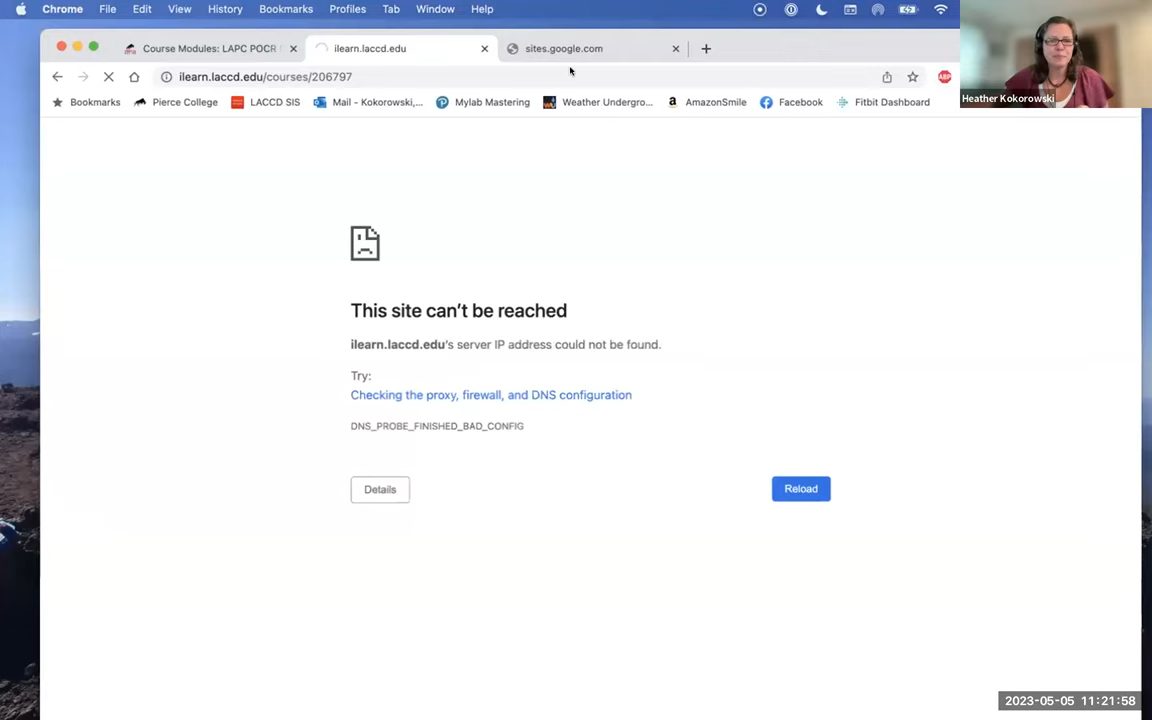 Chrome File Edit View History Bookmarks Profiles Tab Window Help
Course Modules: LAPC POCR ilearn.laccd.edu sites.google.com
ilearn.laccd.edu/courses/206797
ABP
Bookmarks Pierce College LACCD SIS Mail - Kokorowski,... Mylab Mastering Weather Undergro... AmazonSmile Facebook Fitbit Dashboard
Heather Kokorowski
This site can't be reached
ilearn.laccd.edu's server IP address could not be found.
Try:
Checking the proxy, firewall, and DNS configuration
DNS_PROBE_FINISHED_BAD_CONFIG
Details Reload
2023-05-05 11:21:58